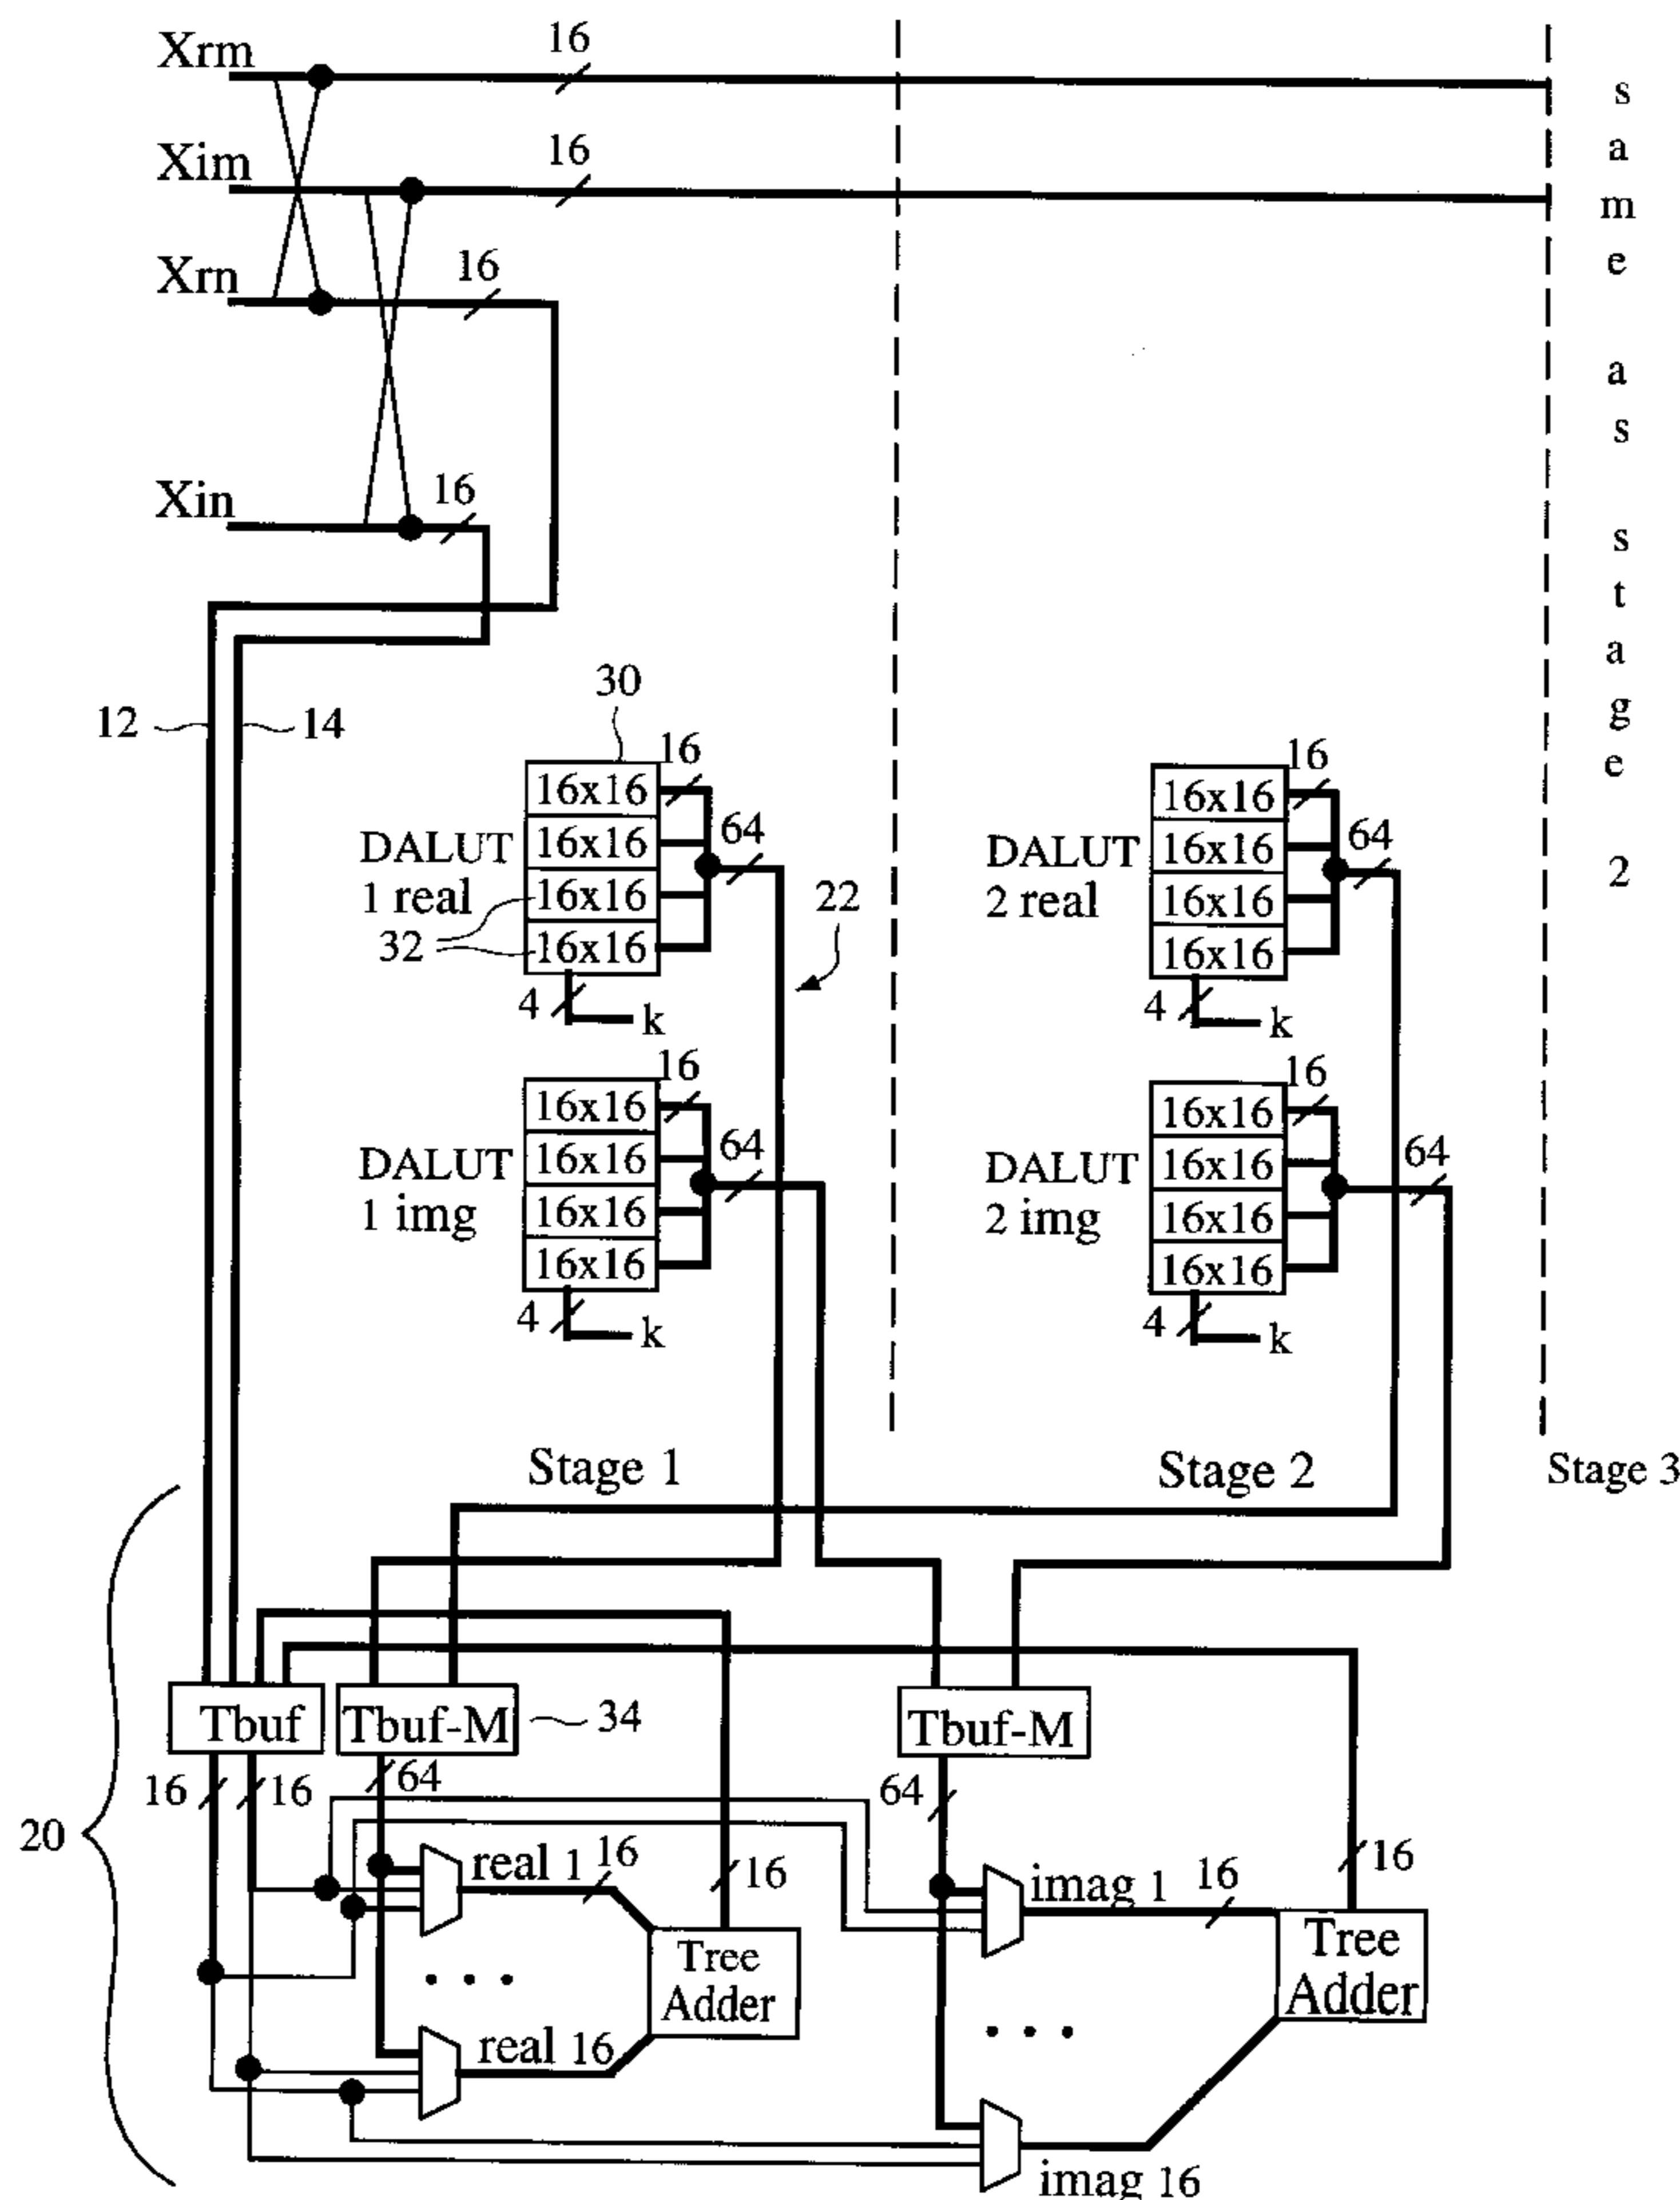 Xrm
16
Xim
16
Xrn
16
Xin
16
same as stage 2
12
14
30
16
16x16
16x16
16x16
16x16
DALUT
1 real
32
64
22
4
k
16
16x16
16x16
16x16
16x16
DALUT
2 real
64
4
k
16
16x16
16x16
16x16
16x16
DALUT
1 img
64
4
k
16
16x16
16x16
16x16
16x16
DALUT
2 img
64
4
k
Stage 1
Stage 2
Stage 3
Tbuf
Tbuf-M
34
Tbuf-M
16
16
64
64
20
real 1
16
16
imag 1
16
16
Tree
Adder
Tree
Adder
. . .
. . .
real 16
imag 16